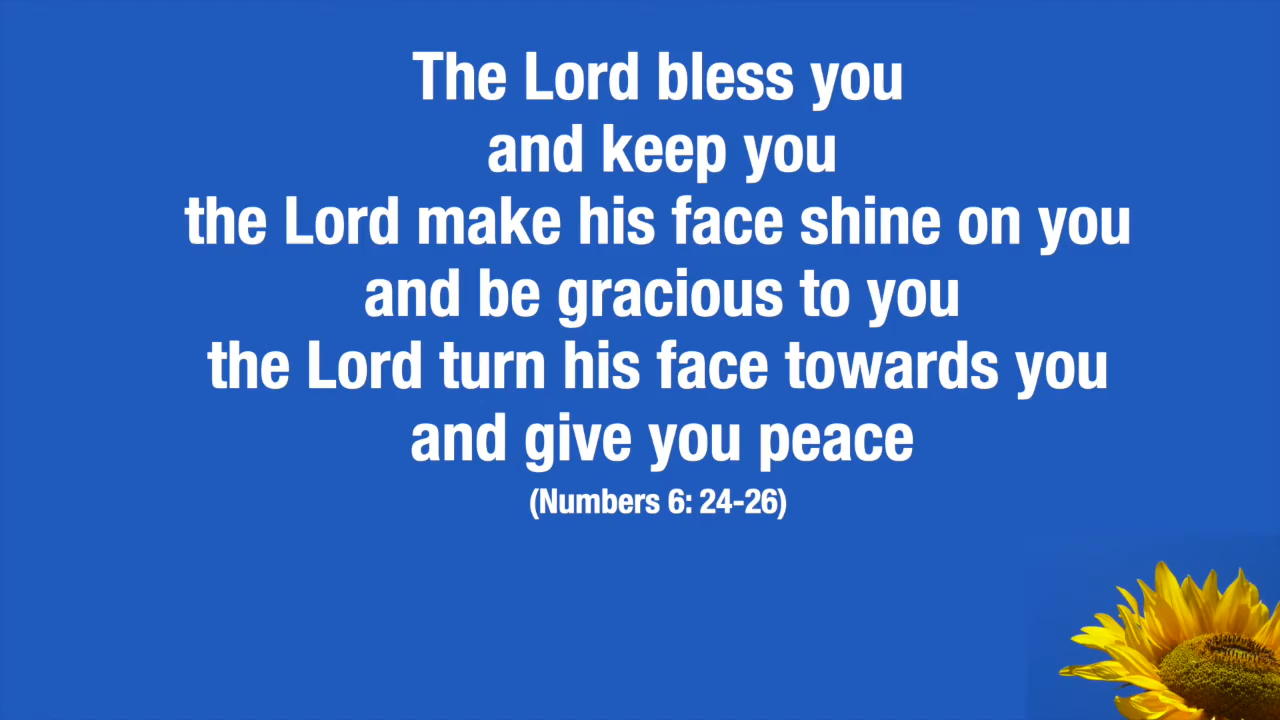 The Lord bless you
and keep you
the Lord make his face shine on you
and be gracious to you
the Lord turn his face towards you
and give you peace
(Numbers 6: 24-26)